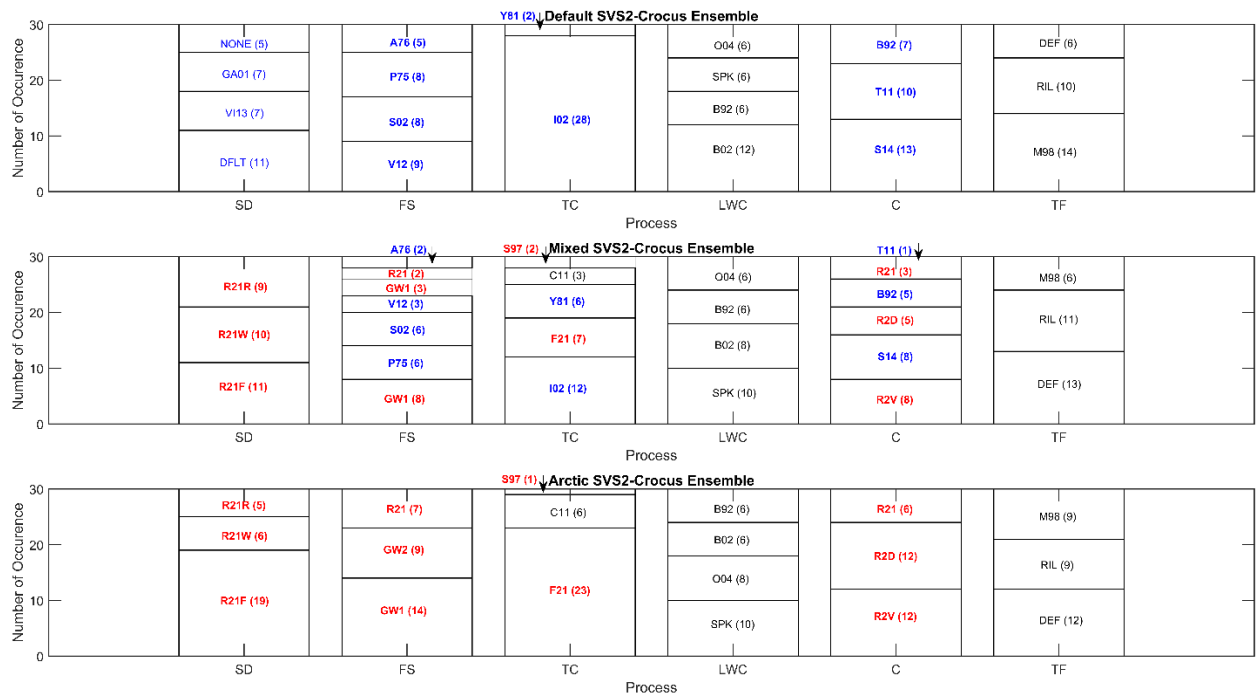 Y81 (2) Default SVS2-Crocus Ensemble
30
20
10
0
Number of Occurence
NONE (5)
GA01 (7)
VI13 (7)
DFLT (11)
A76 (5)
P75 (8)
S02 (8)
V12 (9)
I02 (28)
O04 (6)
SPK (6)
B92 (6)
B02 (12)
B92 (7)
T11 (10)
S14 (13)
DEF (6)
RIL (10)
M98 (14)
SD FS TC LWC C TF
Process
A76 (2) S97 (2) Mixed SVS2-Crocus Ensemble T11 (1)
30
20
10
0
Number of Occurence
R21R (9)
R21W (10)
R21F (11)
R21 (2)
GW1 (3)
V12 (3)
S02 (6)
P75 (6)
GW1 (8)
C11 (3)
Y81 (6)
F21 (7)
I02 (12)
O04 (6)
B92 (6)
B02 (8)
SPK (10)
R21 (3)
B92 (5)
R2D (5)
S14 (8)
R2V (8)
M98 (6)
RIL (11)
DEF (13)
SD FS TC LWC C TF
Process
S97 (1) Arctic SVS2-Crocus Ensemble
30
20
10
0
Number of Occurence
R21R (5)
R21W (6)
R21F (19)
R21 (7)
GW2 (9)
GW1 (14)
C11 (6)
F21 (23)
B92 (6)
B02 (6)
O04 (8)
SPK (10)
R21 (6)
R2D (12)
R2V (12)
M98 (9)
RIL (9)
DEF (12)
SD FS TC LWC C TF
Process